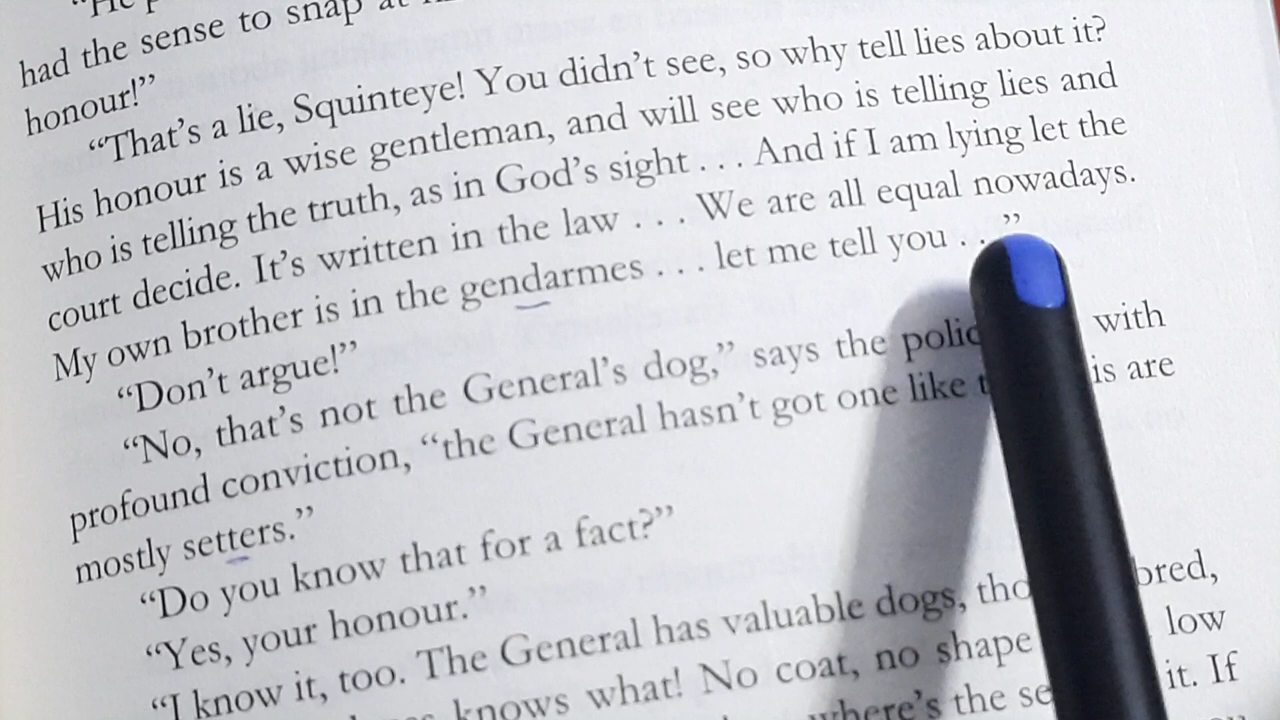 “He
had the sense to snap at
honour!”
“That’s a lie, Squinteye! You didn’t see, so why tell lies about it?
His honour is a wise gentleman, and will see who is telling lies and
who is telling the truth, as in God’s sight . . . And if I am lying let the
court decide. It’s written in the law . . . We are all equal nowadays.
My own brother is in the gendarmes . . . let me tell you . . ”
“Don’t argue!”
“No, that’s not the General’s dog,” says the with
profound conviction, “the General hasn’t got one like is are
mostly setters.”
“Do you know that for a fact?”
“Yes, your honour.”
“I know it, too. The General has valuable dogs, bred,
knows what! No coat, no shape low
where’s the it. If